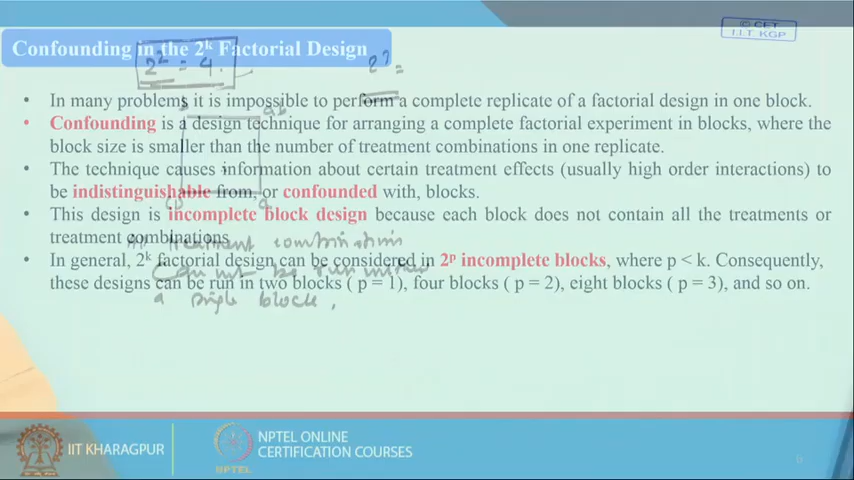 © CET
I.I.T KGP
Confounding in the 2ᵏ Factorial Design
2² = 4.
2² =
ab
• In many problems it is impossible to perform a complete replicate of a factorial design in one block.
• Confounding is a design technique for arranging a complete factorial experiment in blocks, where the
block size is smaller than the number of treatment combinations in one replicate.
• The technique causes information about certain treatment effects (usually high order interactions) to
be indistinguishable from, or confounded with, blocks.
(1) a
• This design is incomplete block design because each block does not contain all the treatments or
treatment combinations
All treatment combinations
• In general, 2ᵏ factorial design can be considered in 2ᵖ incomplete blocks, where p < k. Consequently,
can not be run
these designs can be run in two blocks ( p = 1), four blocks ( p = 2), eight blocks ( p = 3), and so on.
a single block,
IIT KHARAGPUR
NPTEL
NPTEL ONLINE
CERTIFICATION COURSES